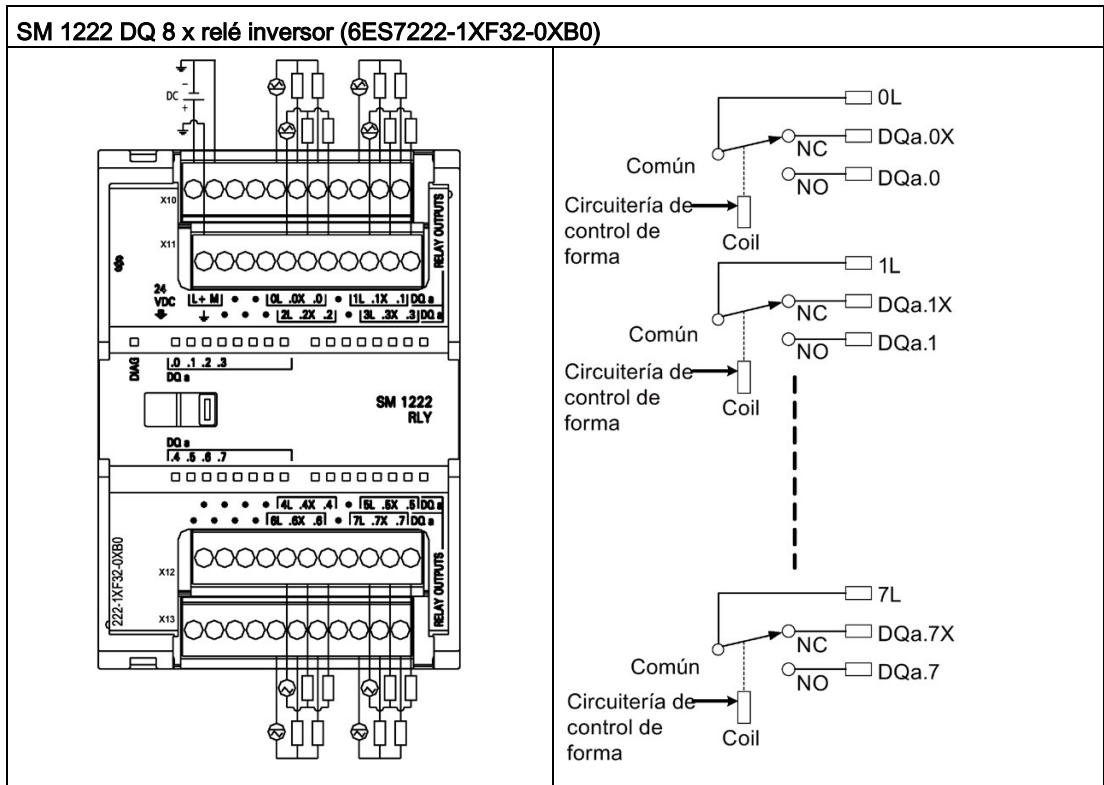 SM 1222 DQ 8 x relé inversor (6ES7222-1XF32-0XB0)
DC
-
+
X10
X11
RELAY OUTPUTS
24
VDC
L+ M 0L .0X .0 1L .1X .1 DQ a
2L .2X .2 3L .3X .3 DQ a
DIAG
.0 .1 .2 .3
DQ a
SM 1222
RLY
DQ a
.4 .5 .6 .7
4L .4X .4 5L .5X .5 DQ a
6L .6X .6 7L .7X .7 DQ a
222-1XF32-0XB0
X12
X13
RELAY OUTPUTS
0L
DQa.0X
NC
Común
DQa.0
NO
Circuitería de
control de
forma
Coil
1L
DQa.1X
NC
Común
DQa.1
NO
Circuitería de
control de
forma
Coil
7L
DQa.7X
NC
Común
DQa.7
NO
Circuitería de
control de
forma
Coil